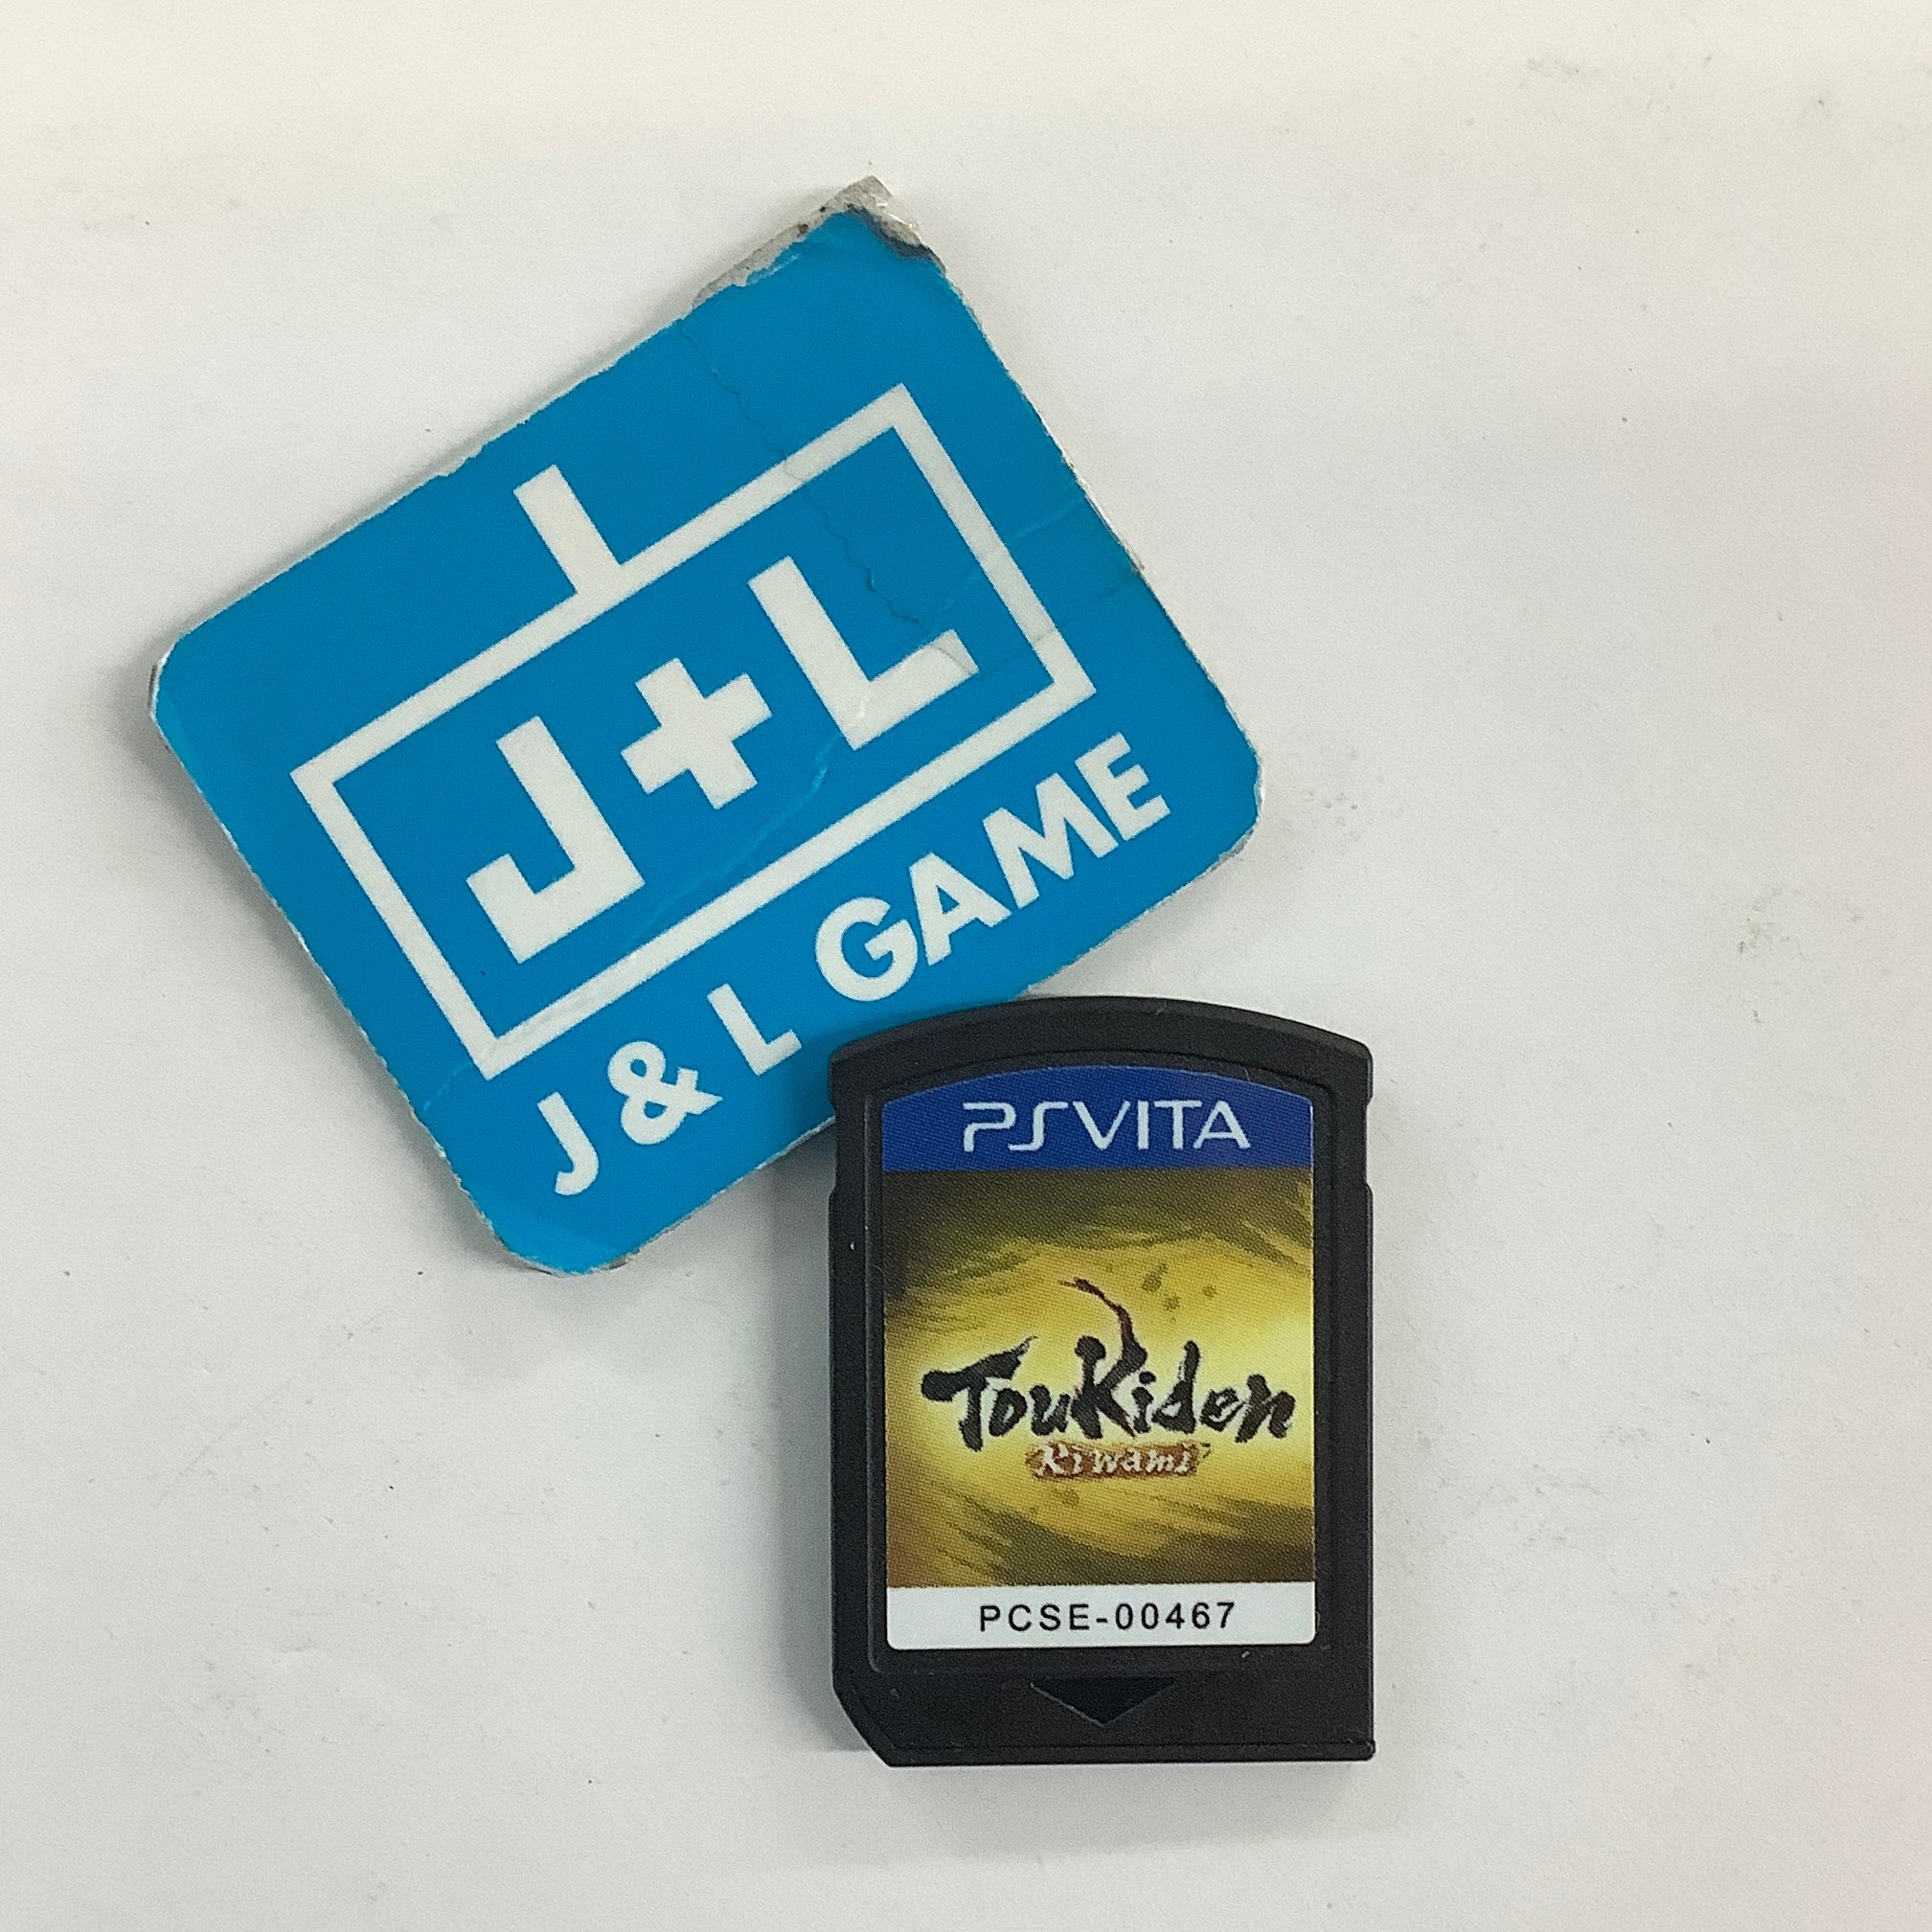 J+L
J & L GAME
PSVITA
TouKiden
Kiwami
PCSE-00467